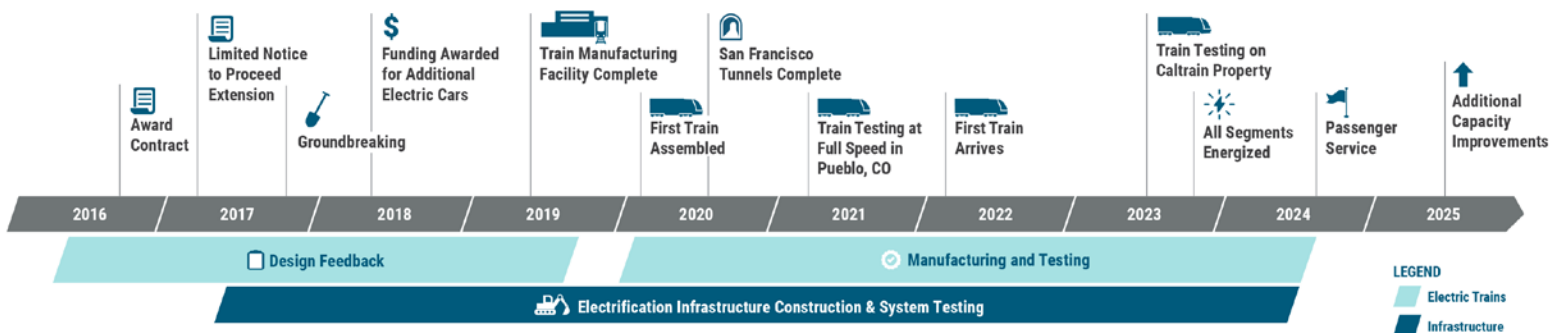 Award
Contract
Limited Notice
to Proceed
Extension
Groundbreaking
$
Funding Awarded
for Additional
Electric Cars
Train Manufacturing
Facility Complete
First Train
Assembled
San Francisco
Tunnels Complete
Train Testing at
Full Speed in
Pueblo, CO
First Train
Arrives
Train Testing on
Caltrain Property
All Segments
Energized
Passenger
Service
Additional
Capacity
Improvements
2016 2017 2018 2019 2020 2021 2022 2023 2024 2025
Design Feedback
Manufacturing and Testing
Electrification Infrastructure Construction & System Testing
LEGEND
Electric Trains
Infrastructure